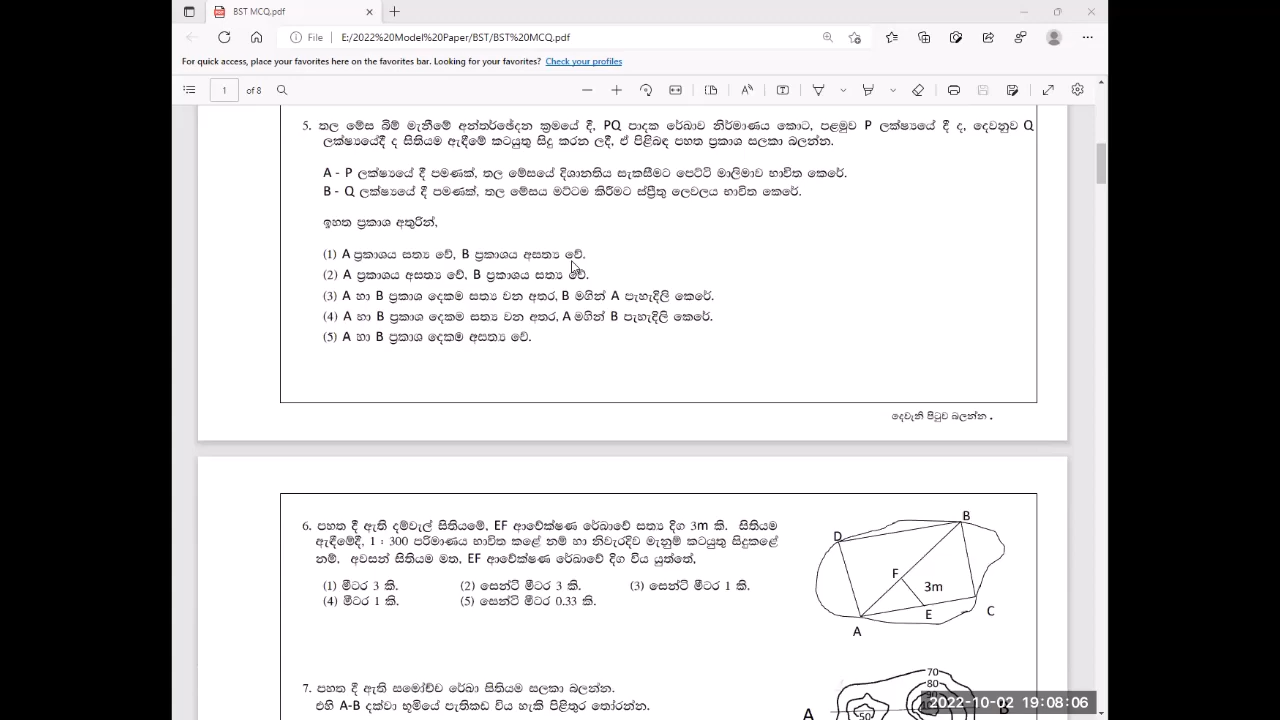 BST MCQ.pdf
File E:/2022%20Model%20Paper/BST/BST%20MCQ.pdf
For quick access, place your favorites here on the favorites bar. Looking for your favorites? Check your profiles
1 of 8
5. තල මේස බිම් මැනීමේ අන්තර්ඡේදන ක්‍රමයේ දී, PQ පාදක රේඛාව නිර්මාණය කොට, පළමුව P ලක්ෂ්‍යයේ දී ද, දෙවනුව Q
ලක්ෂ්‍යයේදී ද සිතියම ඇඳීමේ කටයුතු සිදු කරන ලදී, ඒ පිළිබඳ පහත ප්‍රකාශ සලකා බලන්න.
A - P ලක්ෂ්‍යයේ දී පමණක්, තල මේසයේ දිශානතිය සැකසීමට පෙට්ටි මාලිමාව භාවිත කෙරේ.
B - Q ලක්ෂ්‍යයේ දී පමණක්, තල මේසය මට්ටම කිරීමට ස්ප්‍රීතු ලෙවලය භාවිත කෙරේ.
ඉහත ප්‍රකාශ අතුරින්,
(1) A ප්‍රකාශය සත්‍ය වේ, B ප්‍රකාශය අසත්‍ය වේ.
(2) A ප්‍රකාශය අසත්‍ය වේ, B ප්‍රකාශය සත්‍ය වේ.
(3) A හා B ප්‍රකාශ දෙකම සත්‍ය වන අතර, B මගින් A පැහැදිලි කෙරේ.
(4) A හා B ප්‍රකාශ දෙකම සත්‍ය වන අතර, A මගින් B පැහැදිලි කෙරේ.
(5) A හා B ප්‍රකාශ දෙකම අසත්‍ය වේ.
දෙවැනි පිටුව බලන්න .
6. පහත දී ඇති දම්වැල් සිතියමේ, EF ආවේක්ෂණ රේඛාවේ සත්‍ය දිග 3m කි. සිතියම
ඇඳීමේදී, 1 : 300 පරිමාණය භාවිත කළේ නම් හා නිවැරදිව මැනුම් කටයුතු සිදුකළේ
නම්. අවසන් සිතියම මත, EF ආවේක්ෂණ රේඛාවේ දිග විය යුත්තේ,
(1) මීටර 3 කි. (2) සෙන්ටි මීටර 3 කි. (3) සෙන්ටි මීටර 1 කි.
(4) මීටර 1 කි. (5) සෙන්ටි මීටර 0.33 කි.
B
D
F
3m
E
C
A
7. පහත දී ඇති සමෝච්ච රේඛා සිතියම සලකා බලන්න.
එහි A-B දක්වා භූමියේ පැතිකඩ විය හැකි පිළිතුර තෝරන්න.
70
80
A
50
B
2022-10-02 19:08:06